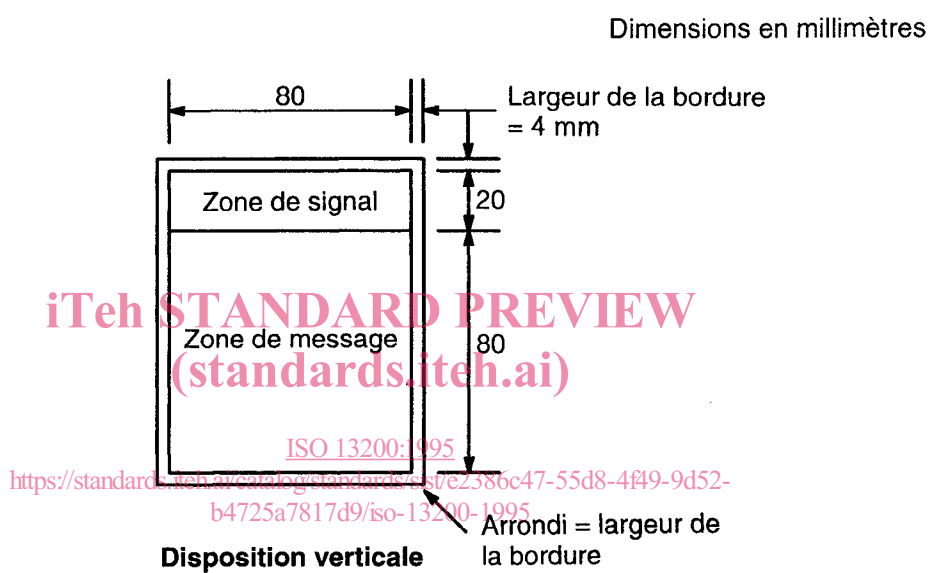 Dimensions en millimètres
80
Largeur de la bordure
= 4 mm
Zone de signal
20
iTeh STANDARD PREVIEW
Zone de message
80
(standards.iteh.ai)
ISO 13200:1995
https://standards.iteh.ai/catalog/standards/sist/e2386c47-55d8-4f49-9d52-
b4725a7817d9/iso-13200-1995
Arrondi = largeur de
la bordure
Disposition verticale